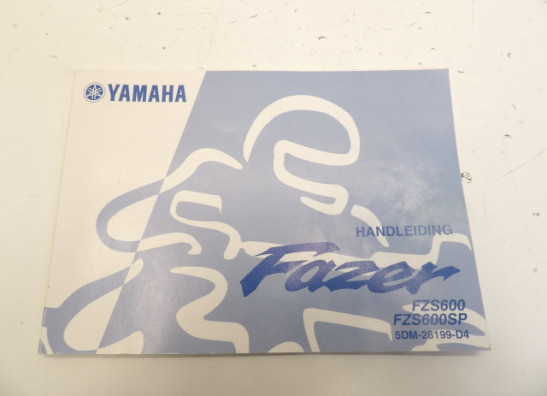 YAMAHA
HANDLEIDING
Fazer
FZS600
FZS600SP
5DM-28199-D4